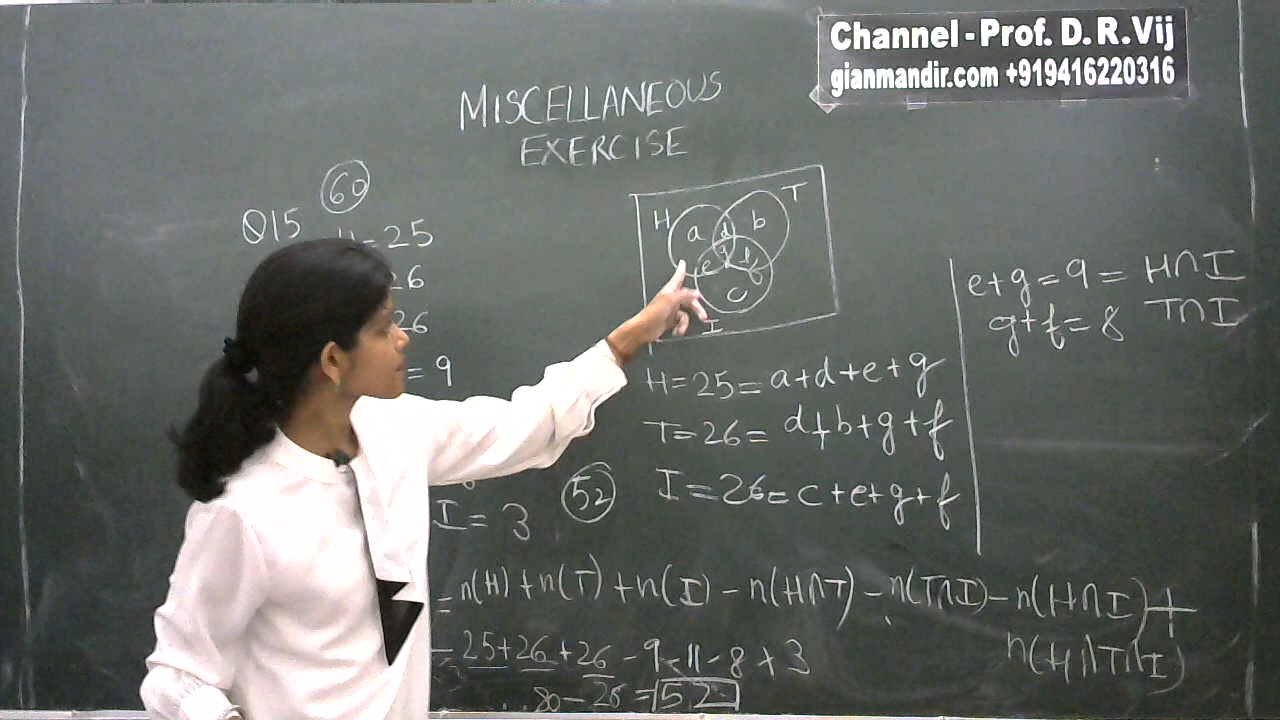 Channel - Prof. D. R. Vij
gianmandir.com +919416220316
MISCELLANEOUS
EXERCISE
60
Q15
H = 25
26
26
= 9
I = 3
52
H
T
a
d
b
g
e
f
c
I
H = 25 = a+d+e+g
T = 26 = d+b+g+f
I = 26 = c+e+g+f
e+g = 9 = H∩I
g+f = 8 T∩I
= n(H) + n(T) + n(I) - n(H∩T) - n(T∩I) - n(H∩I) +
n(H∩T∩I)
= 25+26+26 - 9 - 11 - 8 + 3
80 - 28 = 52